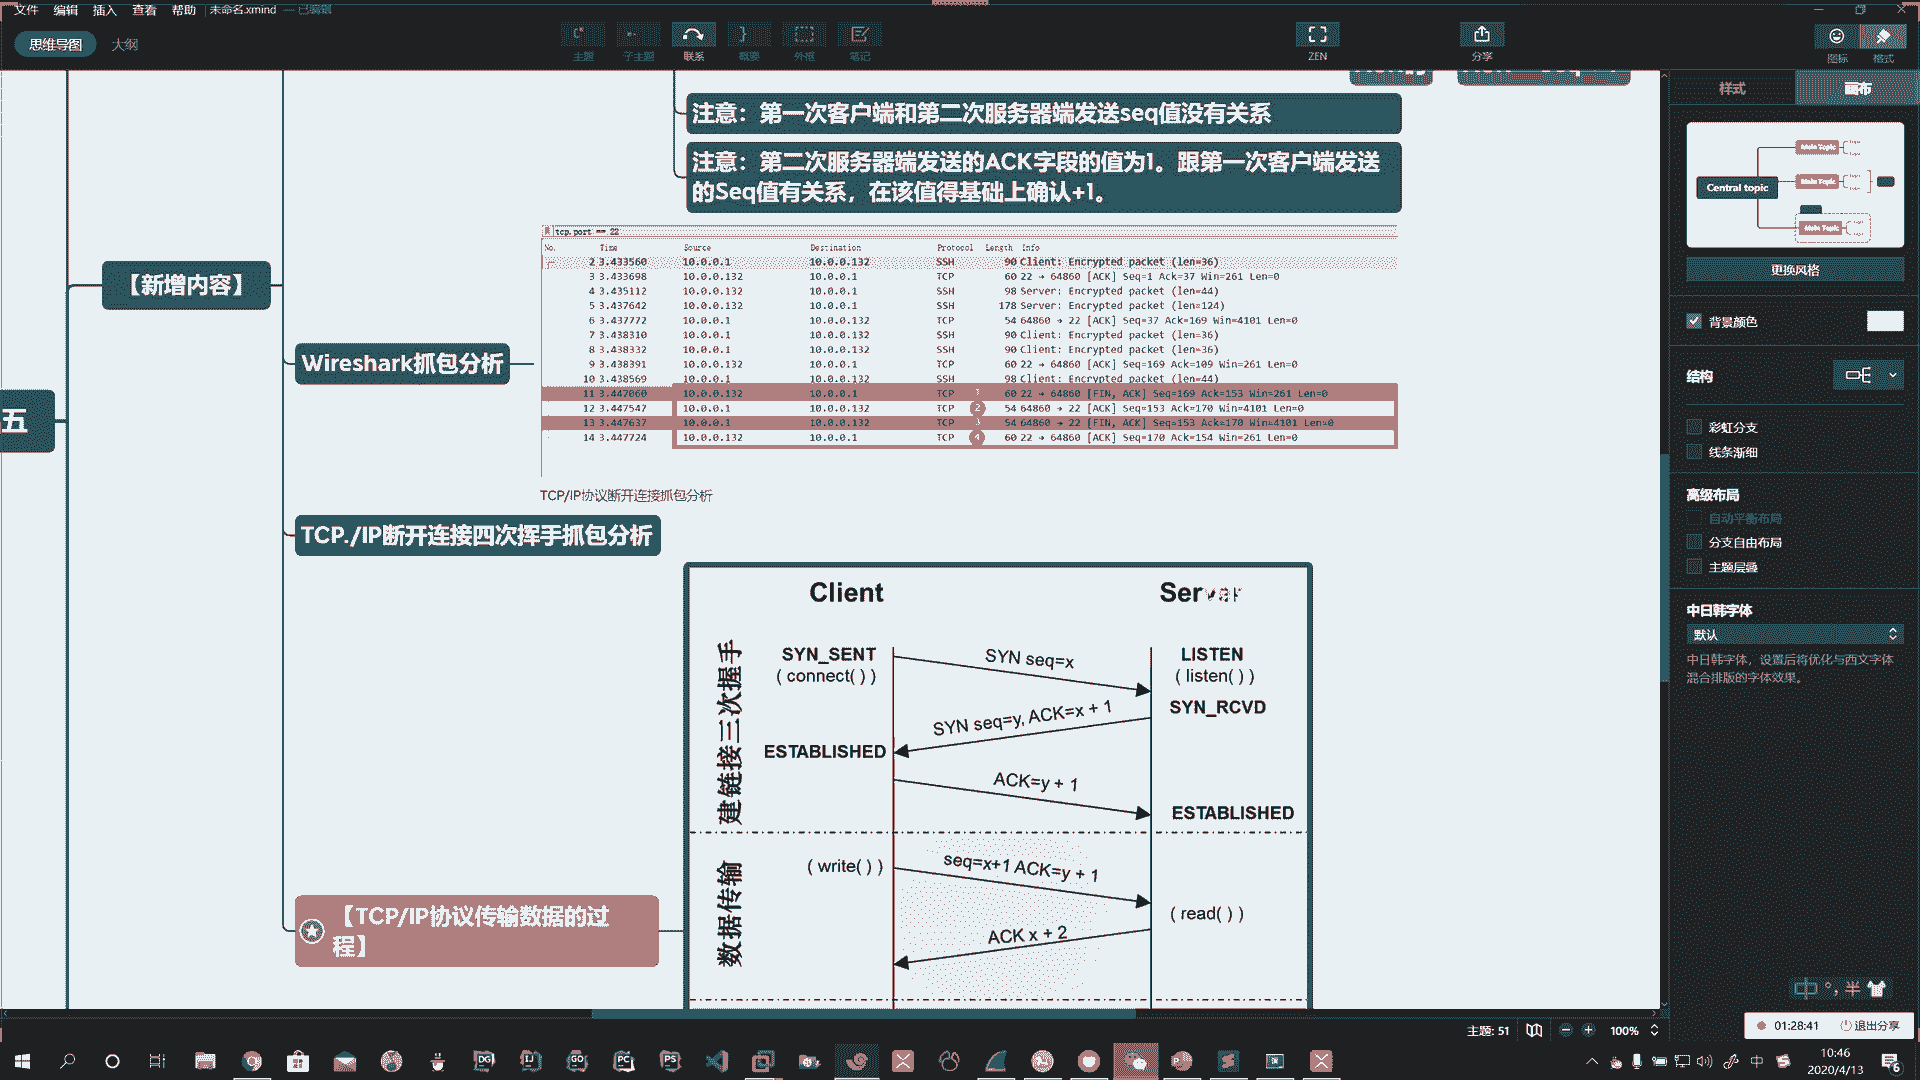 文件 编辑 插入 查看 帮助 未命名.xmind — 已编辑
思维导图 大纲
主题 子主题 联系 概要 外框 笔记 ZEN 分享 图标 格式
注意：第一次客户端和第二次服务器端发送seq值没有关系
注意：第二次服务器端发送的ACK字段的值为1。跟第一次客户端发送
的Seq值有关系，在该值得基础上确认+1。
【新增内容】
Wireshark抓包分析
五
tcp.port == 22
No. Time Source Destination Protocol Length Info
2 3.433560 10.0.0.1 10.0.0.132 SSH 90 Client: Encrypted packet (len=36)
3 3.433698 10.0.0.132 10.0.0.1 TCP 60 22 → 64860 [ACK] Seq=1 Ack=37 Win=261 Len=0
4 3.435112 10.0.0.132 10.0.0.1 SSH 98 Server: Encrypted packet (len=44)
5 3.437642 10.0.0.132 10.0.0.1 SSH 178 Server: Encrypted packet (len=124)
6 3.437772 10.0.0.1 10.0.0.132 TCP 54 64860 → 22 [ACK] Seq=37 Ack=169 Win=4101 Len=0
7 3.438310 10.0.0.1 10.0.0.132 SSH 90 Client: Encrypted packet (len=36)
8 3.438332 10.0.0.1 10.0.0.132 SSH 90 Client: Encrypted packet (len=36)
9 3.438391 10.0.0.132 10.0.0.1 TCP 60 22 → 64860 [ACK] Seq=169 Ack=109 Win=261 Len=0
10 3.438569 10.0.0.1 10.0.0.132 SSH 98 Client: Encrypted packet (len=44)
11 3.447060 10.0.0.132 10.0.0.1 TCP 1 60 22 → 64860 [FIN, ACK] Seq=169 Ack=153 Win=261 Len=0
12 3.447547 10.0.0.1 10.0.0.132 TCP 2 54 64860 → 22 [ACK] Seq=153 Ack=170 Win=4101 Len=0
13 3.447637 10.0.0.1 10.0.0.132 TCP 3 54 64860 → 22 [FIN, ACK] Seq=153 Ack=170 Win=4101 Len=0
14 3.447724 10.0.0.132 10.0.0.1 TCP 4 60 22 → 64860 [ACK] Seq=170 Ack=154 Win=261 Len=0
TCP/IP协议断开连接抓包分析
TCP./IP断开连接四次挥手抓包分析
【TCP/IP协议传输数据的过
程】
Client Server
建链接三次握手
SYN_SENT
( connect( ) )
SYN seq=x
LISTEN
( listen( ) )
SYN_RCVD
SYN seq=y, ACK=x + 1
ESTABLISHED
ACK=y + 1
ESTABLISHED
数据传输
( write( ) )
seq=x+1 ACK=y + 1
( read( ) )
ACK x + 2
样式 画布
Central topic
Main Topic
Main Topic
Main Topic
更换风格
背景颜色
结构
彩虹分支
线条渐细
高级布局
自动平衡布局
分支自由布局
主题层叠
中日韩字体
默认
中日韩字体，设置后将优化与西文字体
混合排版的字体效果。
中 °, 半
主题: 51 100%
01:28:41 退出分享
DG IJ GO PC PS
中
10:46
2020/4/13
6